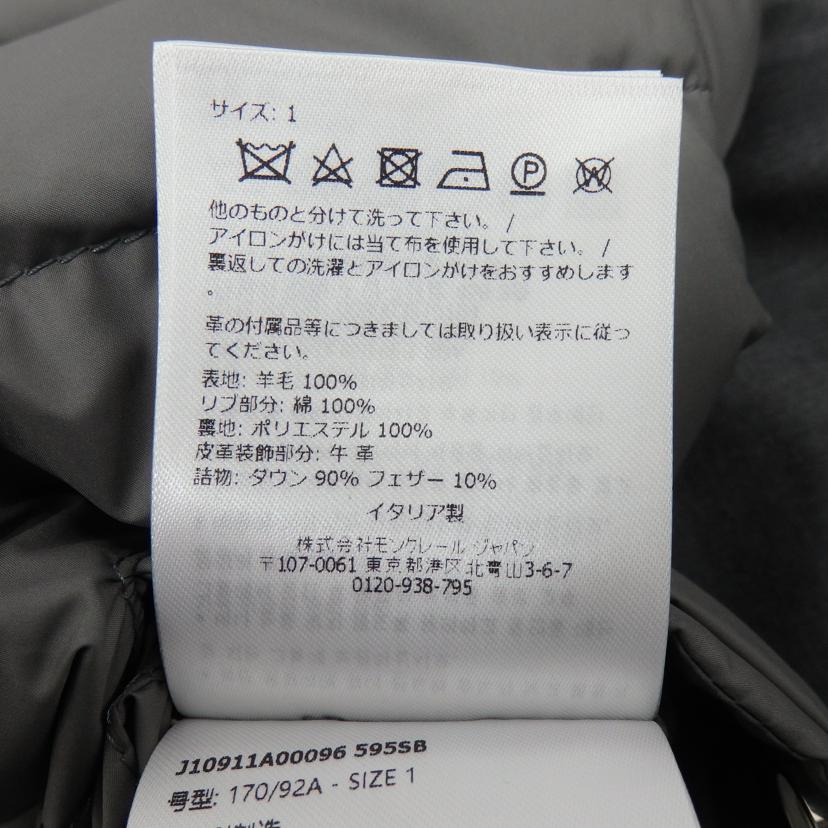 サイズ: 1
P
W
他のものと分けて洗って下さい。 /
アイロンがけには当て布を使用して下さい。 /
裏返しての洗濯とアイロンがけをおすすめします
。
革の付属品等につきましては取り扱い表示に従っ
てください。
表地: 羊毛 100%
リブ部分: 綿 100%
裏地: ポリエステル 100%
皮革装飾部分: 牛 革
詰物: ダウン 90% フェザー 10%
イタリア製
株式会社モンクレール ジャパン
〒107-0061 東京都港区北青山3-6-7
0120-938-795
J10911A00096 595SB
号型: 170/92A - SIZE 1